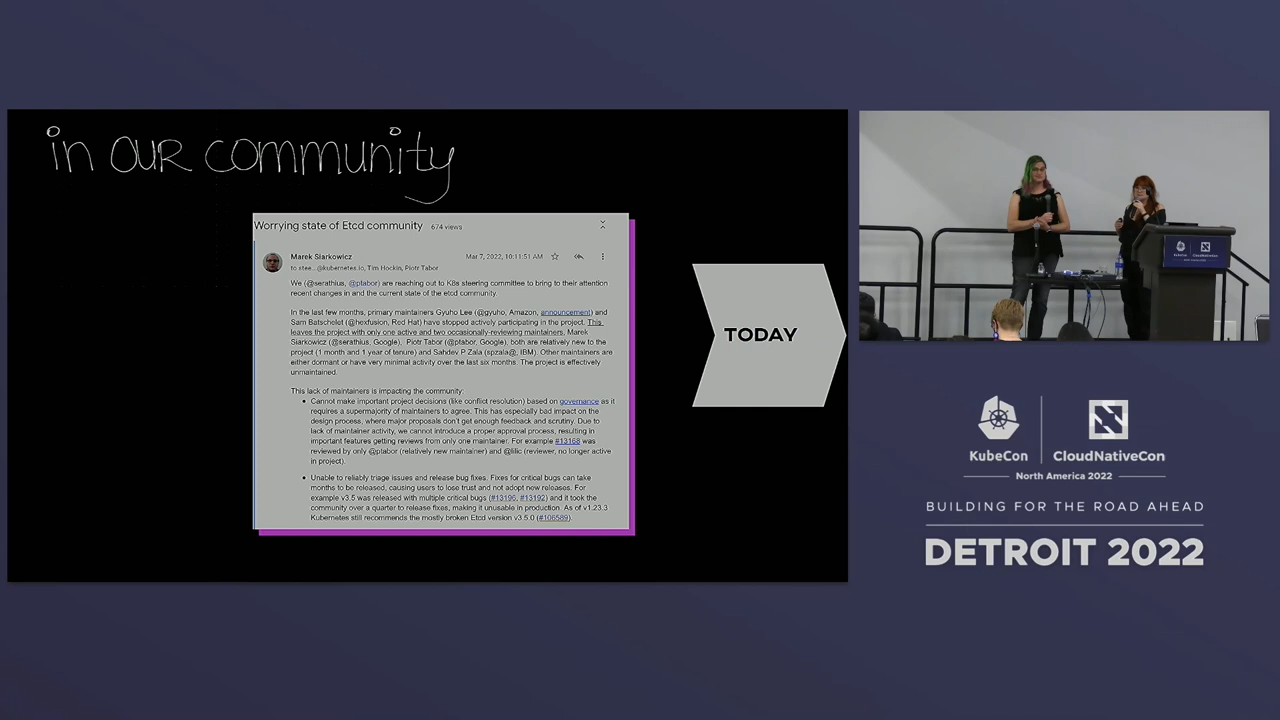 in OUR community
Worrying state of Etcd community 674 views
Marek Siarkowicz
Mar 7, 2022, 10:11:51 AM
to stee...@kubernetes.io, Tim Hockin, Piotr Tabor
We (@serathius, @ptabor) are reaching out to K8s steering committee to bring to their attention
recent changes in and the current state of the etcd community.
In the last few months, primary maintainers Gyuho Lee (@gyuho, Amazon, announcement) and
Sam Batschelet (@hexfusion, Red Hat) have stopped actively participating in the project. This
leaves the project with only one active and two occasionally-reviewing maintainers. Marek
Siarkowicz (@serathius, Google), Piotr Tabor (@ptabor, Google), both are relatively new to the
project (1 month and 1 year of tenure) and Sahdev P Zala (spzala@, IBM). Other maintainers are
either dormant or have very minimal activity over the last six months. The project is effectively
unmaintained.
This lack of maintainers is impacting the community:
• Cannot make important project decisions (like conflict resolution) based on governance as it
requires a supermajority of maintainers to agree. This has especially bad impact on the
design process, where major proposals don't get enough feedback and scrutiny. Due to
lack of maintainer activity, we cannot introduce a proper approval process, resulting in
important features getting reviews from only one maintainer. For example #13168 was
reviewed by only @ptabor (relatively new maintainer) and @lilic (reviewer, no longer active
in project).
• Unable to reliably triage issues and release bug fixes. Fixes for critical bugs can take
months to be released, causing users to lose trust and not adopt new releases. For
example v3.5 was released with multiple critical bugs (#13196, #13192) and it took the
community over a quarter to release fixes, making it unusable in production. As of v1.23.3
Kubernetes still recommends the mostly broken Etcd version v3.5.0 (#106589).
TODAY
KubeCon
CloudNativeCon
KubeCon CloudNativeCon
North America 2022
BUILDING FOR THE ROAD AHEAD
DETROIT 2022